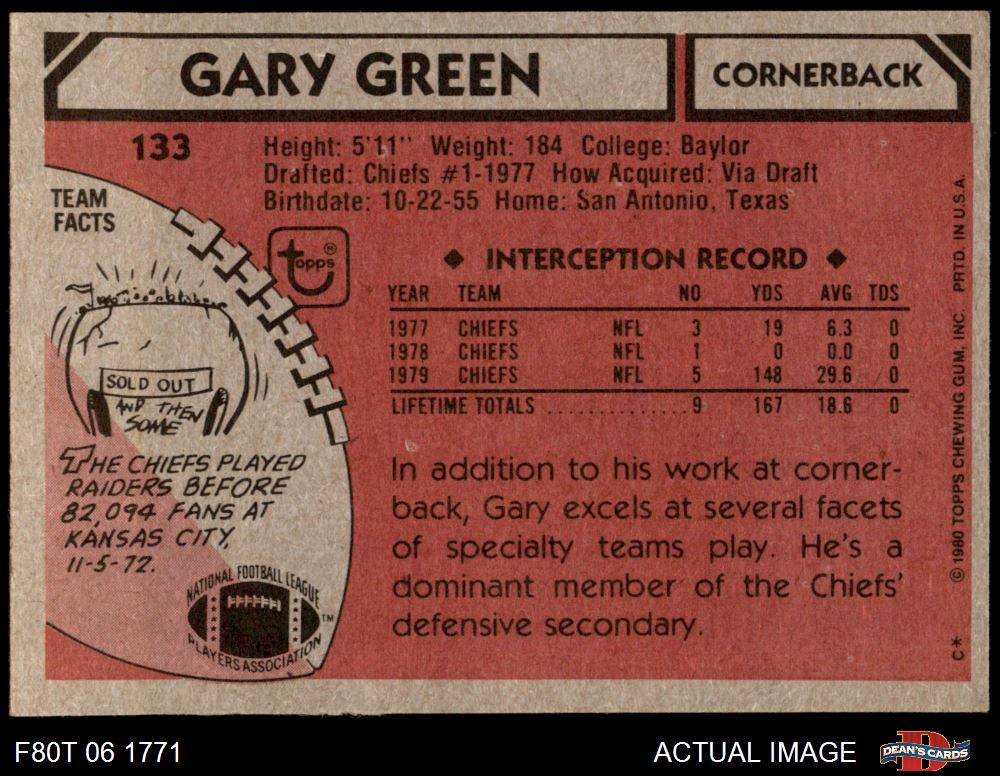 GARY GREEN
CORNERBACK
133
Height: 5'11" Weight: 184 College: Baylor
Drafted: Chiefs #1-1977 How Acquired: Via Draft
Birthdate: 10-22-55 Home: San Antonio, Texas
TEAM
FACTS
topps®
◆ INTERCEPTION RECORD ◆
YEAR TEAM NO YDS AVG TDS
1977 CHIEFS NFL 3 19 6.3 0
1978 CHIEFS NFL 1 0 0.0 0
1979 CHIEFS NFL 5 148 29.6 0
LIFETIME TOTALS ..............9 167 18.6 0
SOLD OUT
AND THEN
SOME
THE CHIEFS PLAYED
RAIDERS BEFORE
82,094 FANS AT
KANSAS CITY,
11-5-72.
In addition to his work at corner-
back, Gary excels at several facets
of specialty teams play. He's a
dominant member of the Chiefs'
defensive secondary.
NATIONAL FOOTBALL LEAGUE
PLAYERS ASSOCIATION
TM
C* © 1980 TOPPS CHEWING GUM, INC. PRTD. IN U.S.A.
F80T 06 1771
ACTUAL IMAGE
DEAN'S CARDS